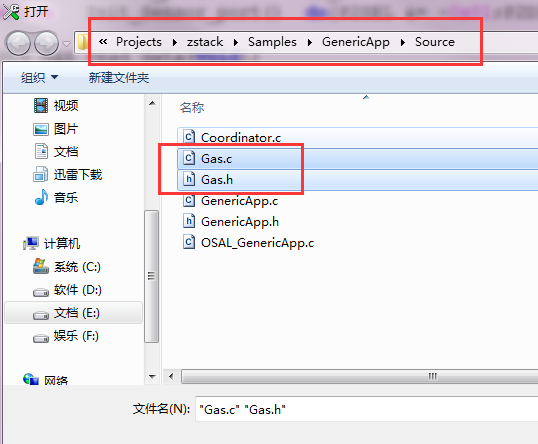 打开
« Projects ▸ zstack ▸ Samples ▸ GenericApp ▸ Source
组织 新建文件夹
名称
视频
图片
文档
迅雷下载
音乐
计算机
系统 (C:)
软件 (D:)
文档 (E:)
娱乐 (F:)
网络
Coordinator.c
Gas.c
Gas.h
GenericApp.c
GenericApp.h
OSAL_GenericApp.c
文件名(N): "Gas.c" "Gas.h"